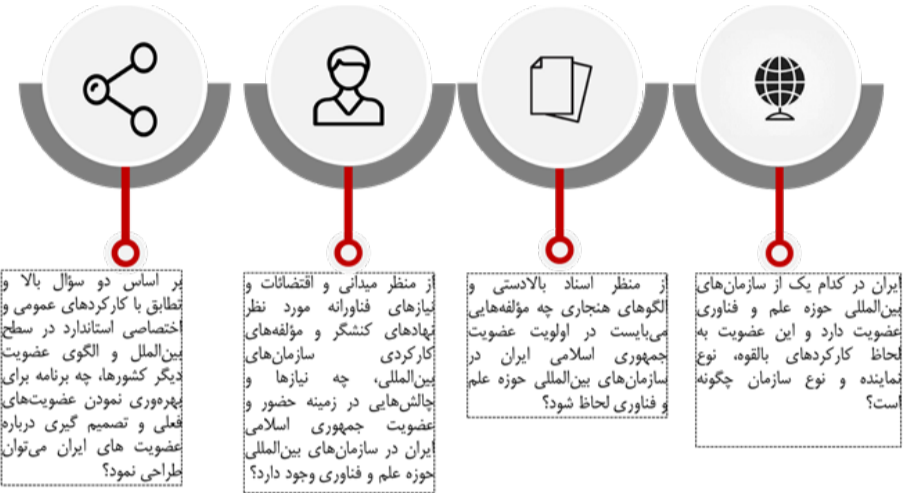 ایران در کدام یک از سازمان‌های
بین‌المللی حوزه علم و فناوری
عضویت دارد و این عضویت به
لحاظ کارکردهای بالقوه، نوع
نماینده و نوع سازمان چگونه
است؟
از منظر اسناد بالادستی و
الگوهای هنجاری چه مؤلفه‌هایی
می‌بایست در اولویت عضویت
جمهوری اسلامی ایران در
سازمان‌های بین‌المللی حوزه علم
و فناوری لحاظ شود؟
از منظر میدانی و اقتضائات و
نیازهای فناورانه مورد نظر
نهادهای کنشگر و مؤلفه‌های
کارکردی سازمان‌های
بین‌المللی، چه نیازها و
چالش‌هایی در زمینه حضور و
عضویت جمهوری اسلامی
ایران در سازمان‌های بین‌المللی
حوزه علم و فناوری وجود دارد؟
بر اساس دو سؤال بالا و
تطابق با کارکردهای عمومی و
اختصاصی استاندارد در سطح
بین‌الملل و الگوی عضویت
دیگر کشورها، چه برنامه برای
بهره‌وری نمودن عضویت‌های
فعلی و تصمیم گیری درباره
عضویت های ایران می‌توان
طراحی نمود؟